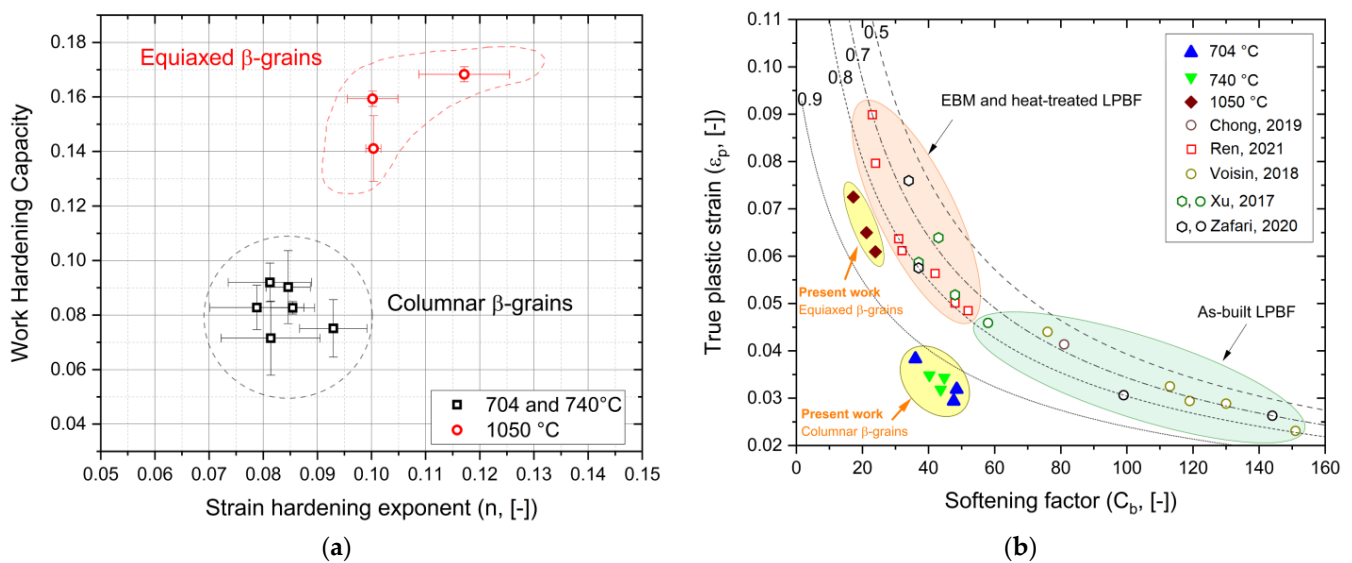 Work Hardening Capacity
0.18
0.16
0.14
0.12
0.10
0.08
0.06
0.04
Equiaxed β-grains
Columnar β-grains
704 and 740°C
1050 °C
0.05 0.06 0.07 0.08 0.09 0.10 0.11 0.12 0.13 0.14 0.15
Strain hardening exponent (n, [-])
(a)
True plastic strain (εp, [-])
0.11
0.10
0.09
0.08
0.07
0.06
0.05
0.04
0.03
0.02
0.5
0.7
0.8
0.9
EBM and heat-treated LPBF
704 °C
740 °C
1050 °C
Chong, 2019
Ren, 2021
Voisin, 2018
, Xu, 2017
, Zafari, 2020
Present work
Equiaxed β-grains
As-built LPBF
Present work
Columnar β-grains
0 20 40 60 80 100 120 140 160
Softening factor (Cb, [-])
(b)